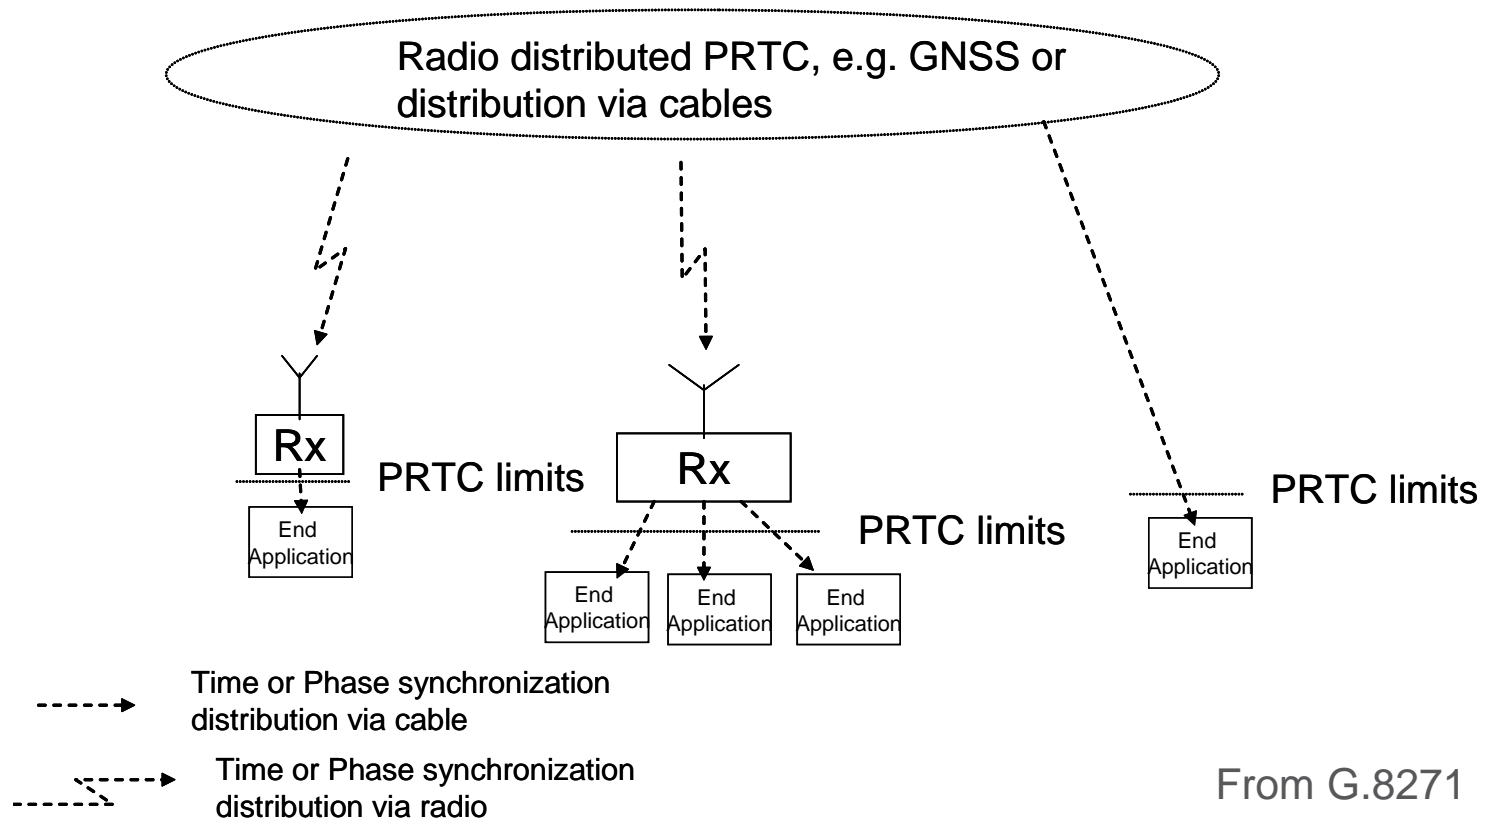 Radio distributed PRTC, e.g. GNSS or
distribution via cables
Rx
PRTC limits
End
Application
Rx
PRTC limits
End
Application
End
Application
End
Application
PRTC limits
End
Application
Time or Phase synchronization
distribution via cable
Time or Phase synchronization
distribution via radio
From G.8271